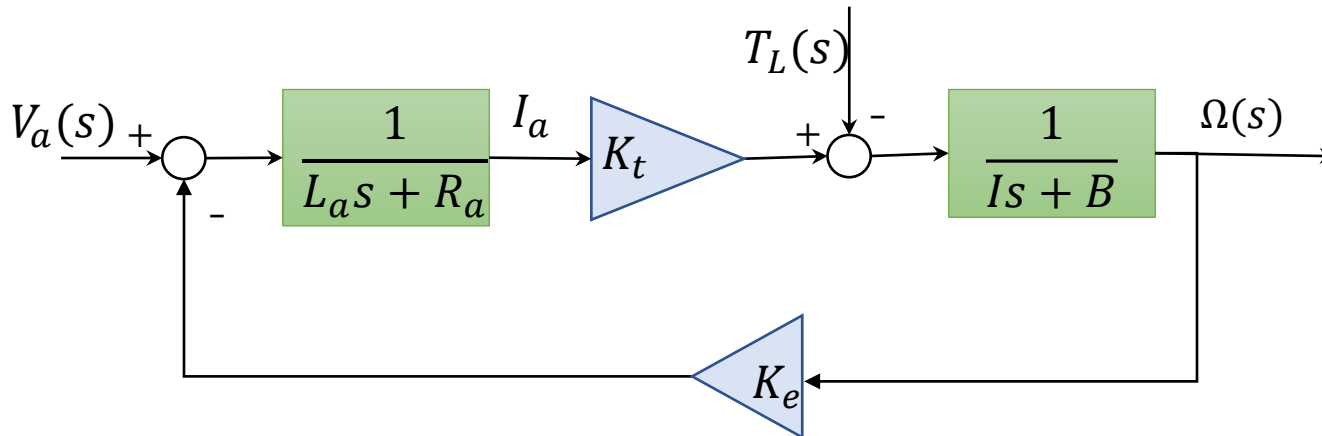 T_L(s)
V_a(s) + 1/(L_a s + R_a) I_a K_t + - 1/(Is + B) Ω(s)
-
K_e